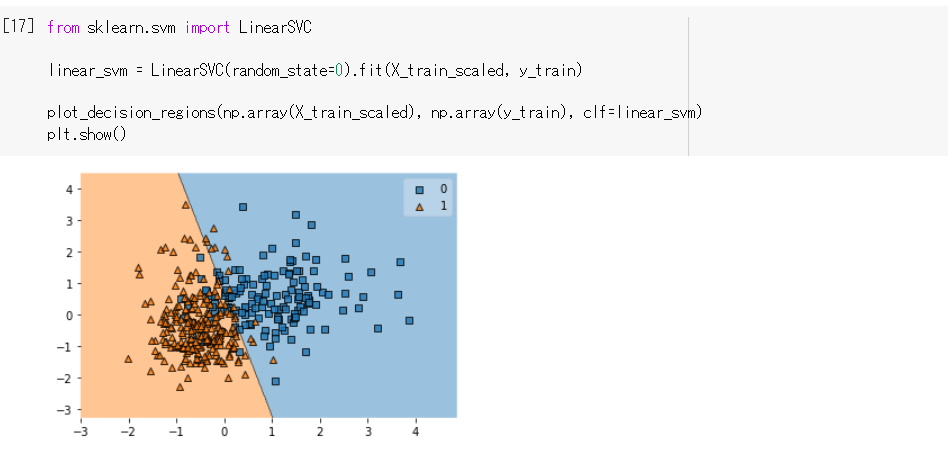 [17] from sklearn.svm import LinearSVC
linear_svm = LinearSVC(random_state=0).fit(X_train_scaled, y_train)
plot_decision_regions(np.array(X_train_scaled), np.array(y_train), clf=linear_svm)
plt.show()
0
1
4
3
2
1
0
−1
−2
−3
−3 −2 −1 0 1 2 3 4